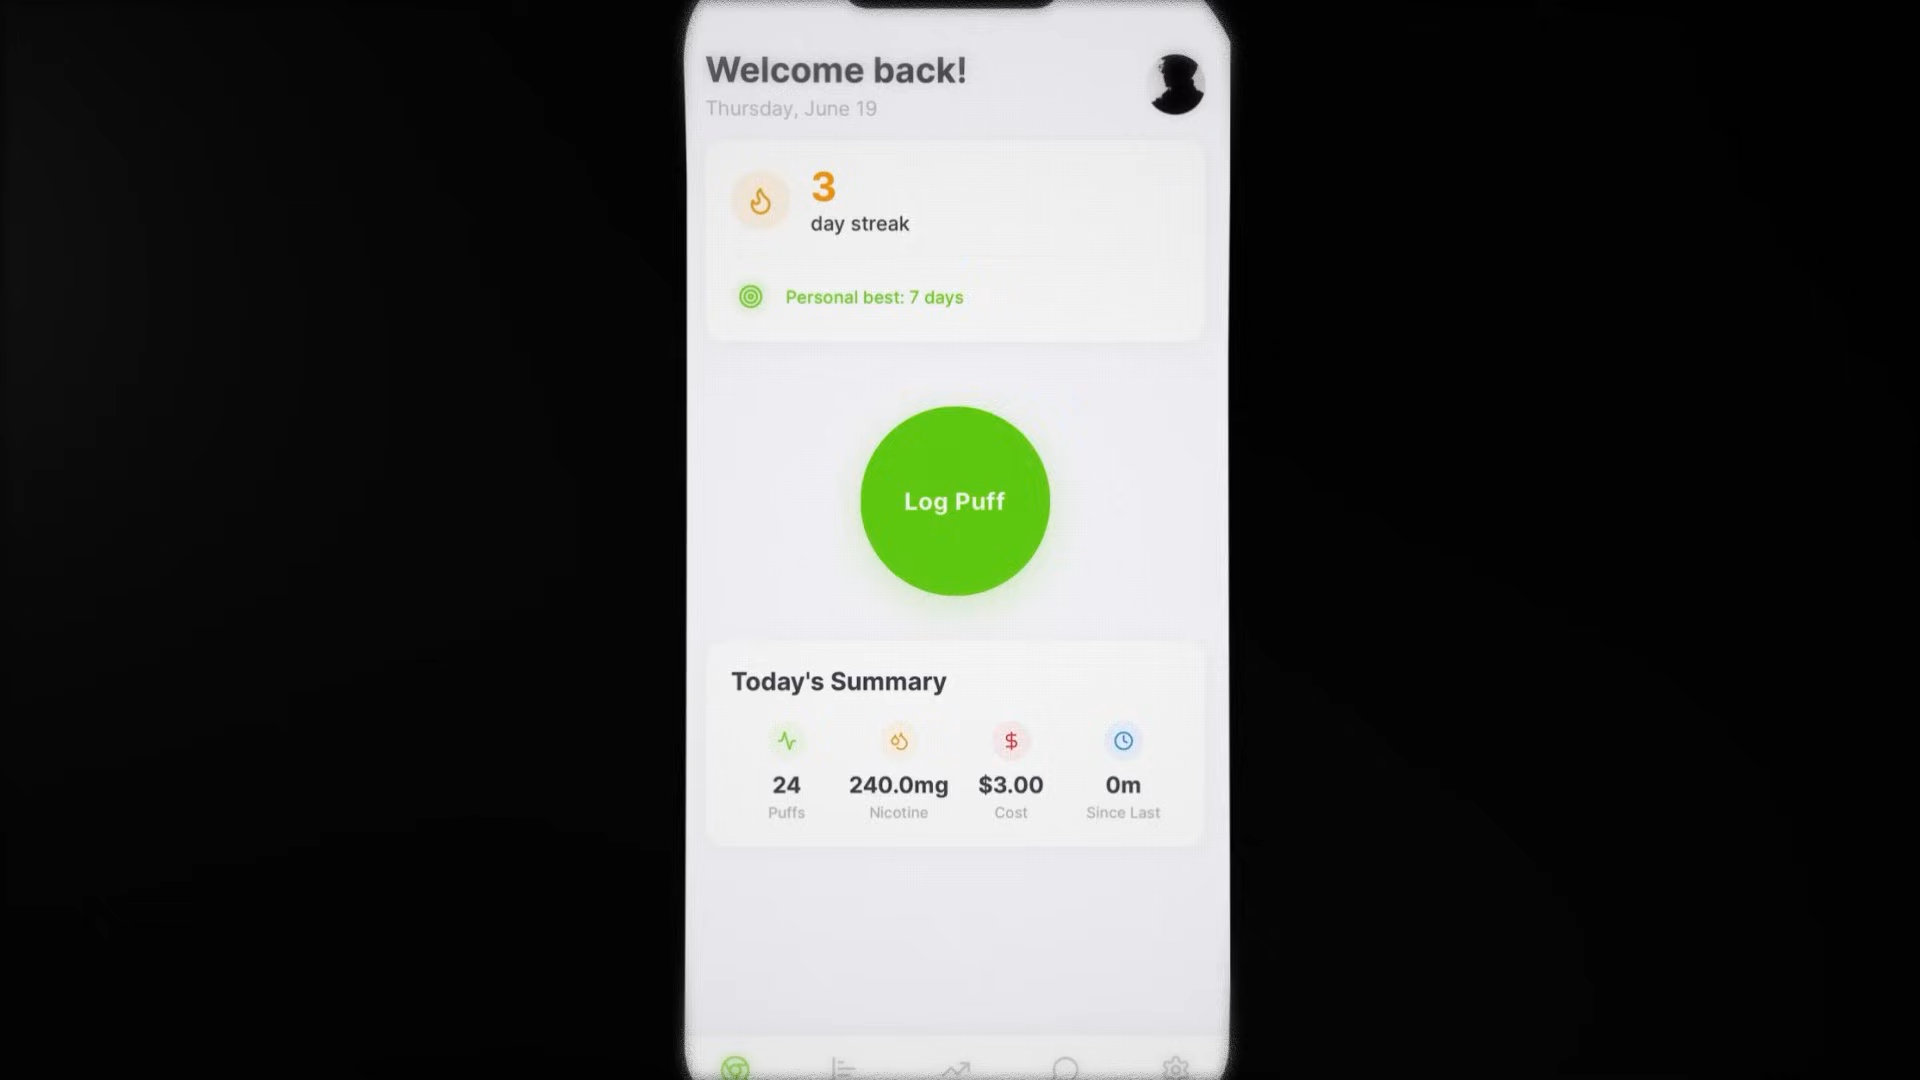 Welcome back!
Thursday, June 19
3
day streak
Personal best: 7 days
Log Puff
Today's Summary
24
240.0mg
$3.00
0m
Puffs
Nicotine
Cost
Since Last